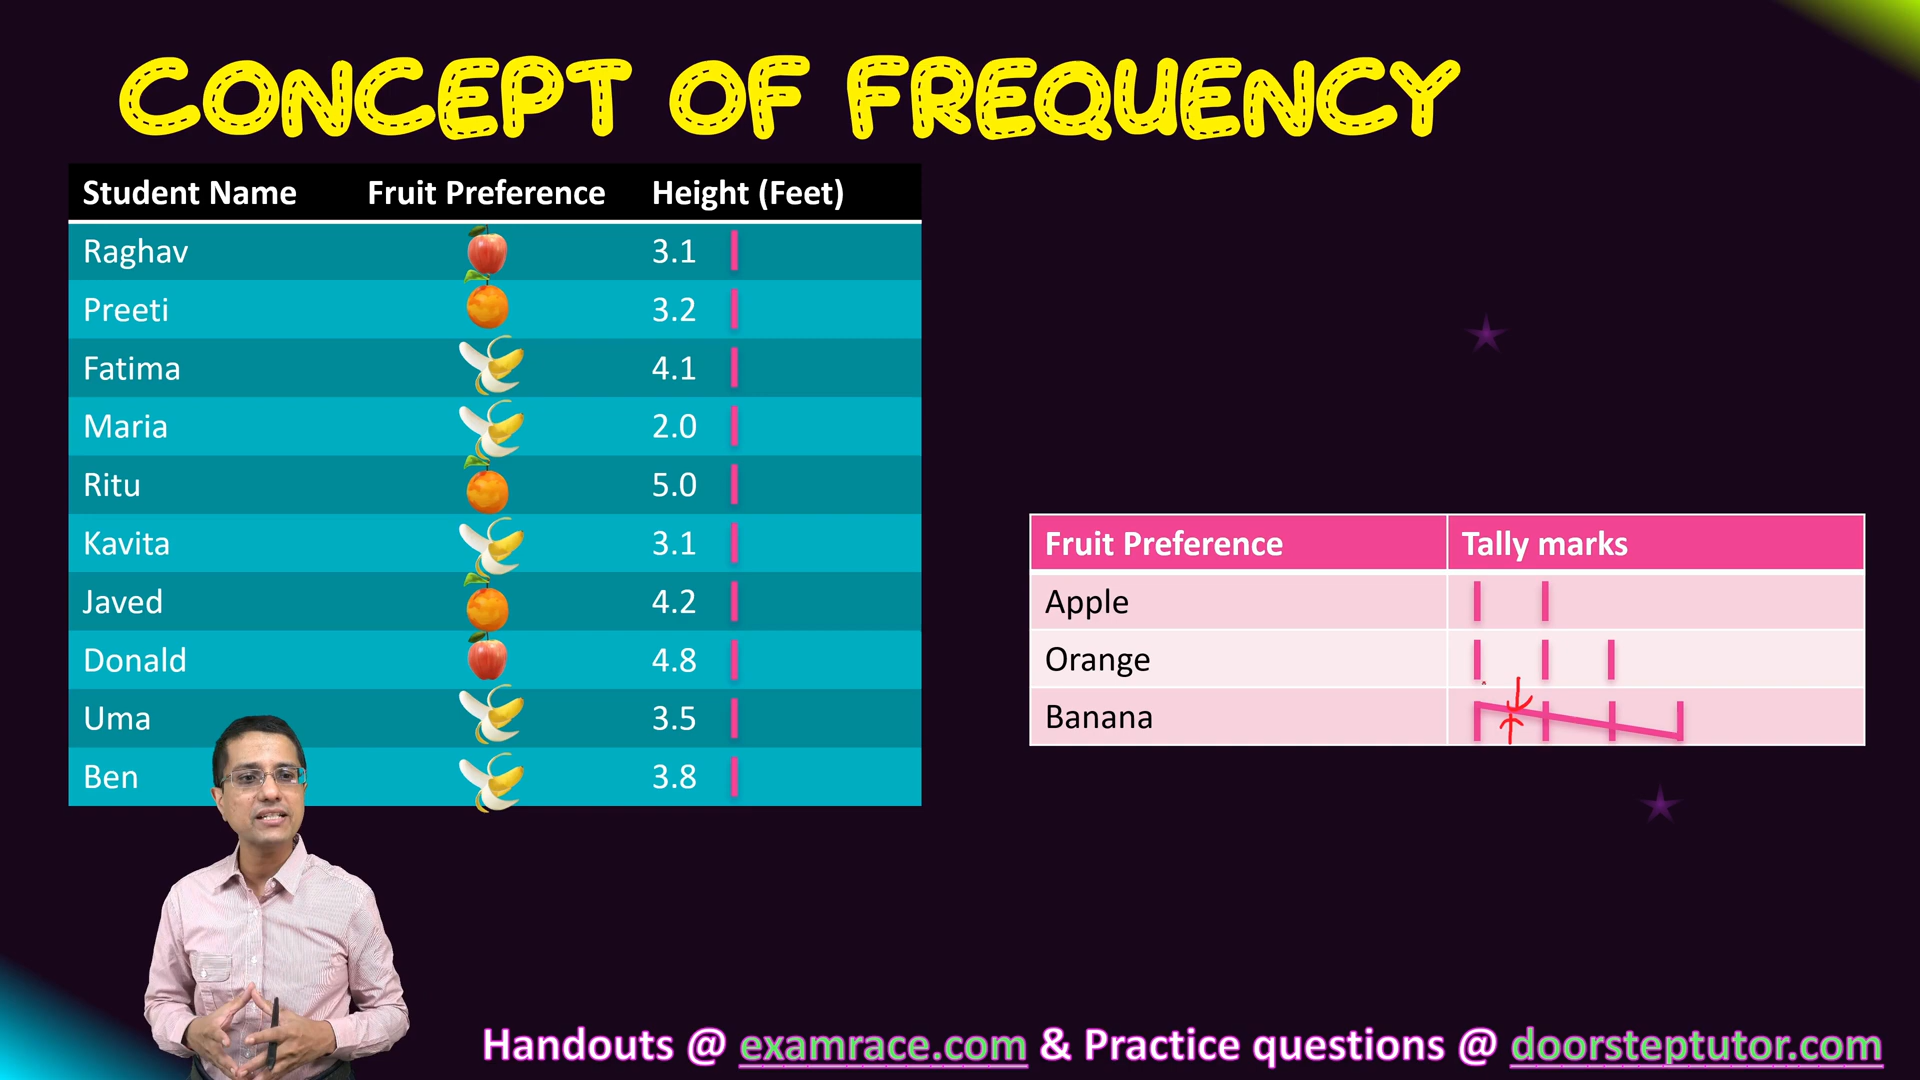 CONCEPT OF FREQUENCY
Student Name Fruit Preference Height (Feet)
Raghav 3.1
Preeti 3.2
Fatima 4.1
Maria 2.0
Ritu 5.0
Kavita 3.1
Javed 4.2
Donald 4.8
Uma 3.5
Ben 3.8
Fruit Preference Tally marks
Apple
Orange
Banana
Handouts @ examrace.com & Practice questions @ doorsteptutor.com